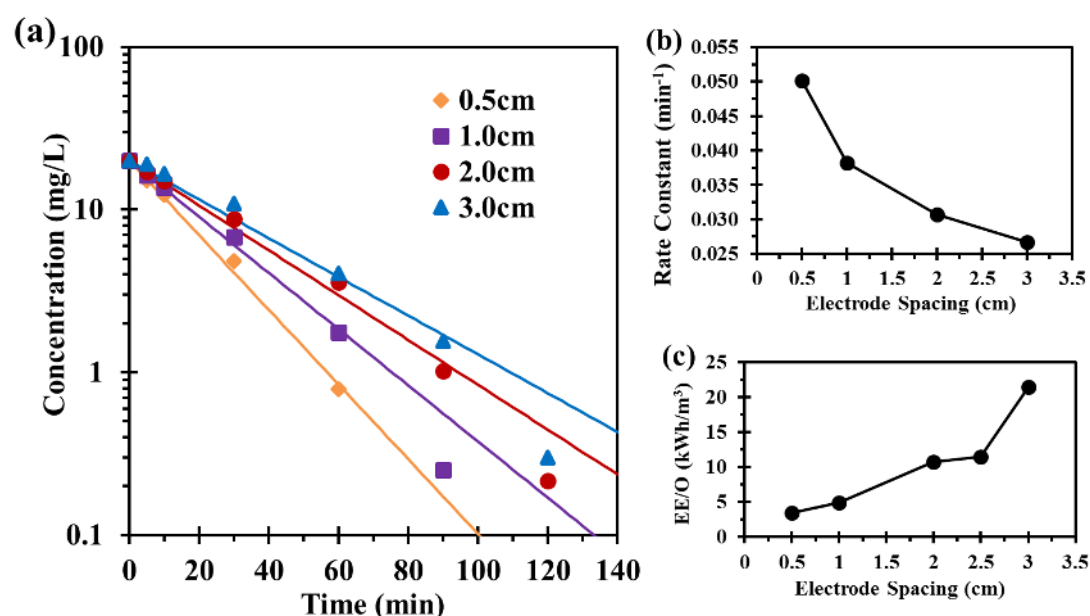 (a)
100
10
1
0.1
Concentration (mg/L)
0.5cm
1.0cm
2.0cm
3.0cm
0 20 40 60 80 100 120 140
Time (min)
(b)
0.055
0.050
0.045
0.040
0.035
0.030
0.025
Rate Constant (min⁻¹)
0 0.5 1 1.5 2 2.5 3 3.5
Electrode Spacing (cm)
(c)
25
20
15
10
5
0
EE/O (kWh/m³)
0 0.5 1 1.5 2 2.5 3 3.5
Electrode Spacing (cm)